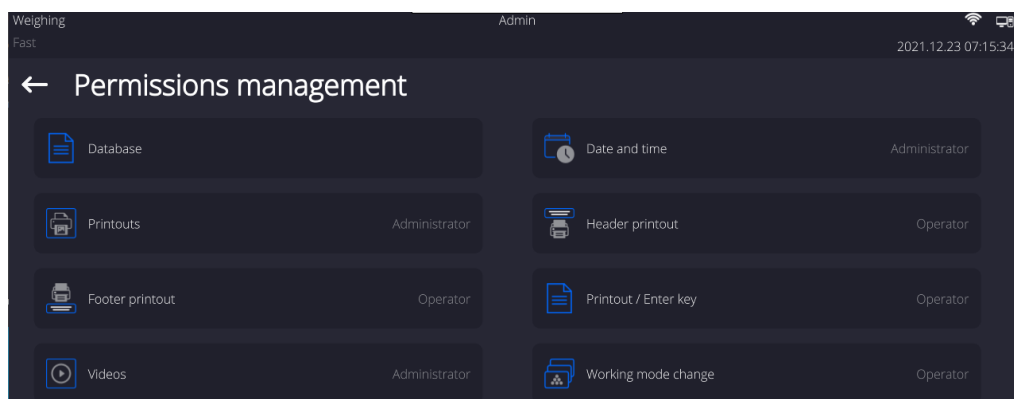 Weighing Admin
Fast 2021.12.23 07:15:34
Permissions management
Database
Date and time Administrator
Printouts Administrator
Header printout Operator
Footer printout Operator
Printout / Enter key Operator
Videos Administrator
Working mode change Operator